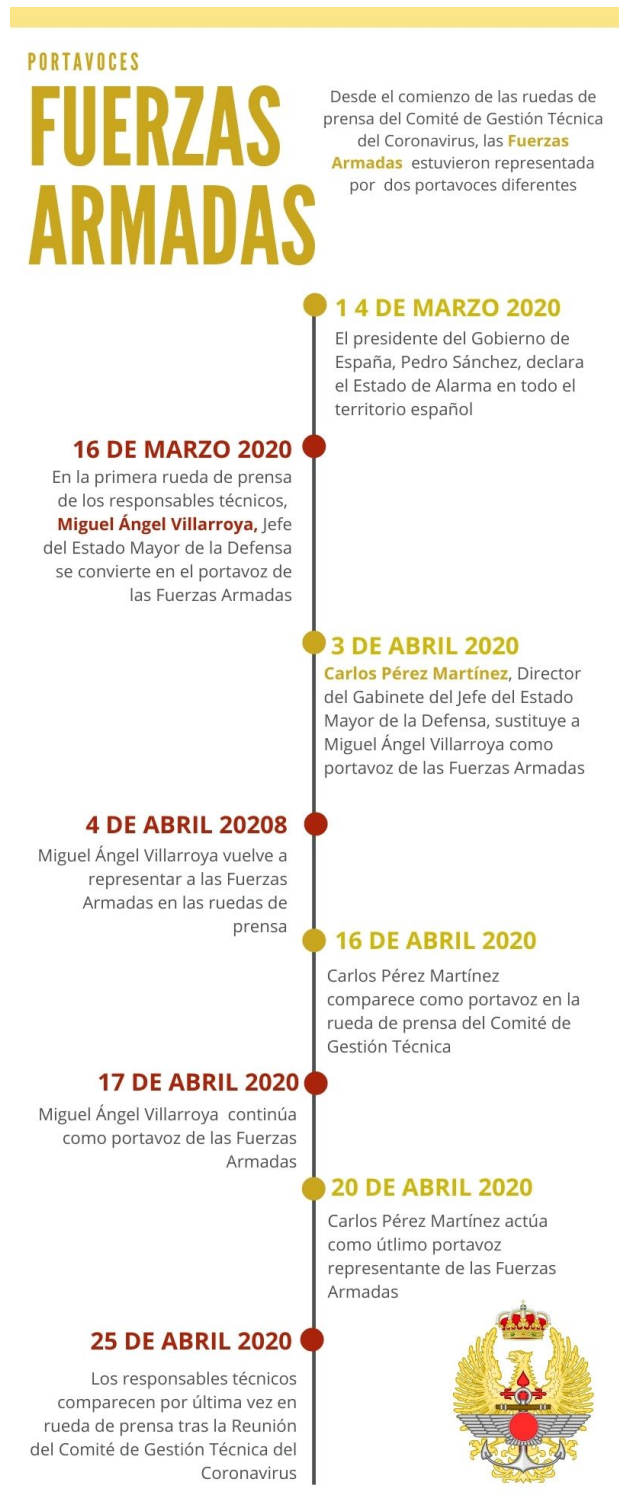 PORTAVOCES
FUERZAS
ARMADAS
Desde el comienzo de las ruedas de
prensa del Comité de Gestión Técnica
del Coronavirus, las Fuerzas
Armadas estuvieron representada
por dos portavoces diferentes
1 4 DE MARZO 2020
El presidente del Gobierno de
España, Pedro Sánchez, declara
el Estado de Alarma en todo el
territorio español
16 DE MARZO 2020
En la primera rueda de prensa
de los responsables técnicos,
Miguel Ángel Villarroya, Jefe
del Estado Mayor de la Defensa
se convierte en el portavoz de
las Fuerzas Armadas
3 DE ABRIL 2020
Carlos Pérez Martínez, Director
del Gabinete del Jefe del Estado
Mayor de la Defensa, sustituye a
Miguel Ángel Villarroya como
portavoz de las Fuerzas Armadas
4 DE ABRIL 20208
Miguel Ángel Villarroya vuelve a
representar a las Fuerzas
Armadas en las ruedas de
prensa
16 DE ABRIL 2020
Carlos Pérez Martínez
comparece como portavoz en la
rueda de prensa del Comité de
Gestión Técnica
17 DE ABRIL 2020
Miguel Ángel Villarroya continúa
como portavoz de las Fuerzas
Armadas
20 DE ABRIL 2020
Carlos Pérez Martínez actúa
como útlimo portavoz
representante de las Fuerzas
Armadas
25 DE ABRIL 2020
Los responsables técnicos
comparecen por última vez en
rueda de prensa tras la Reunión
del Comité de Gestión Técnica del
Coronavirus